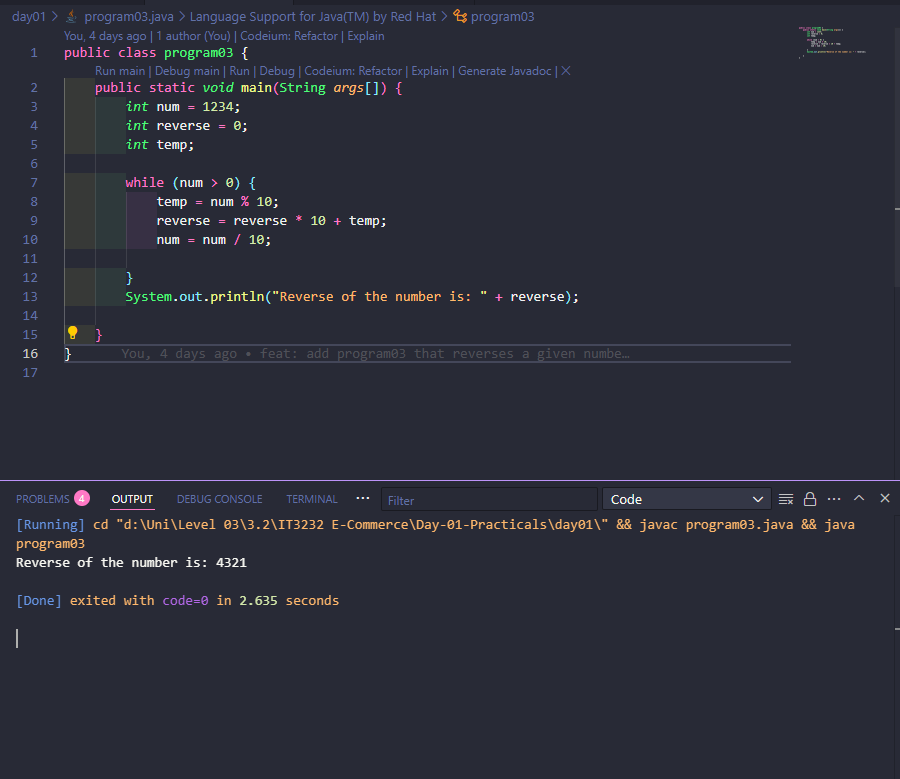 day01 > program03.java > Language Support for Java(TM) by Red Hat > program03
You, 4 days ago | 1 author (You) | Codeium: Refactor | Explain
1 public class program03 {
Run main | Debug main | Run | Debug | Codeium: Refactor | Explain | Generate Javadoc | ×
2 public static void main(String args[]) {
3 int num = 1234;
4 int reverse = 0;
5 int temp;
6
7 while (num > 0) {
8 temp = num % 10;
9 reverse = reverse * 10 + temp;
10 num = num / 10;
11
12 }
13 System.out.println("Reverse of the number is: " + reverse);
14
15 }
16 } You, 4 days ago • feat: add program03 that reverses a given numbe…
17
PROBLEMS 4 OUTPUT DEBUG CONSOLE TERMINAL ··· Filter Code
[Running] cd "d:\Uni\Level 03\3.2\IT3232 E-Commerce\Day-01-Practicals\day01\" && javac program03.java && java
program03
Reverse of the number is: 4321
[Done] exited with code=0 in 2.635 seconds